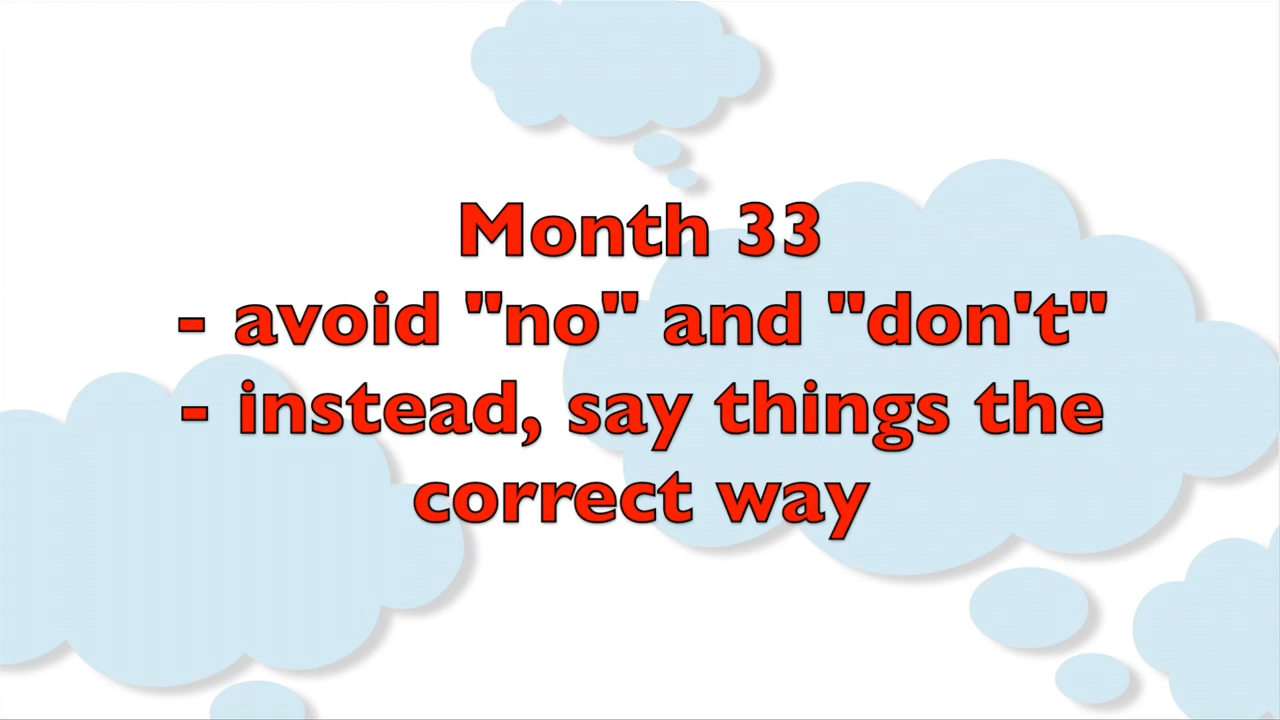 Month 33
- avoid "no" and "don't"
- instead, say things the
correct way